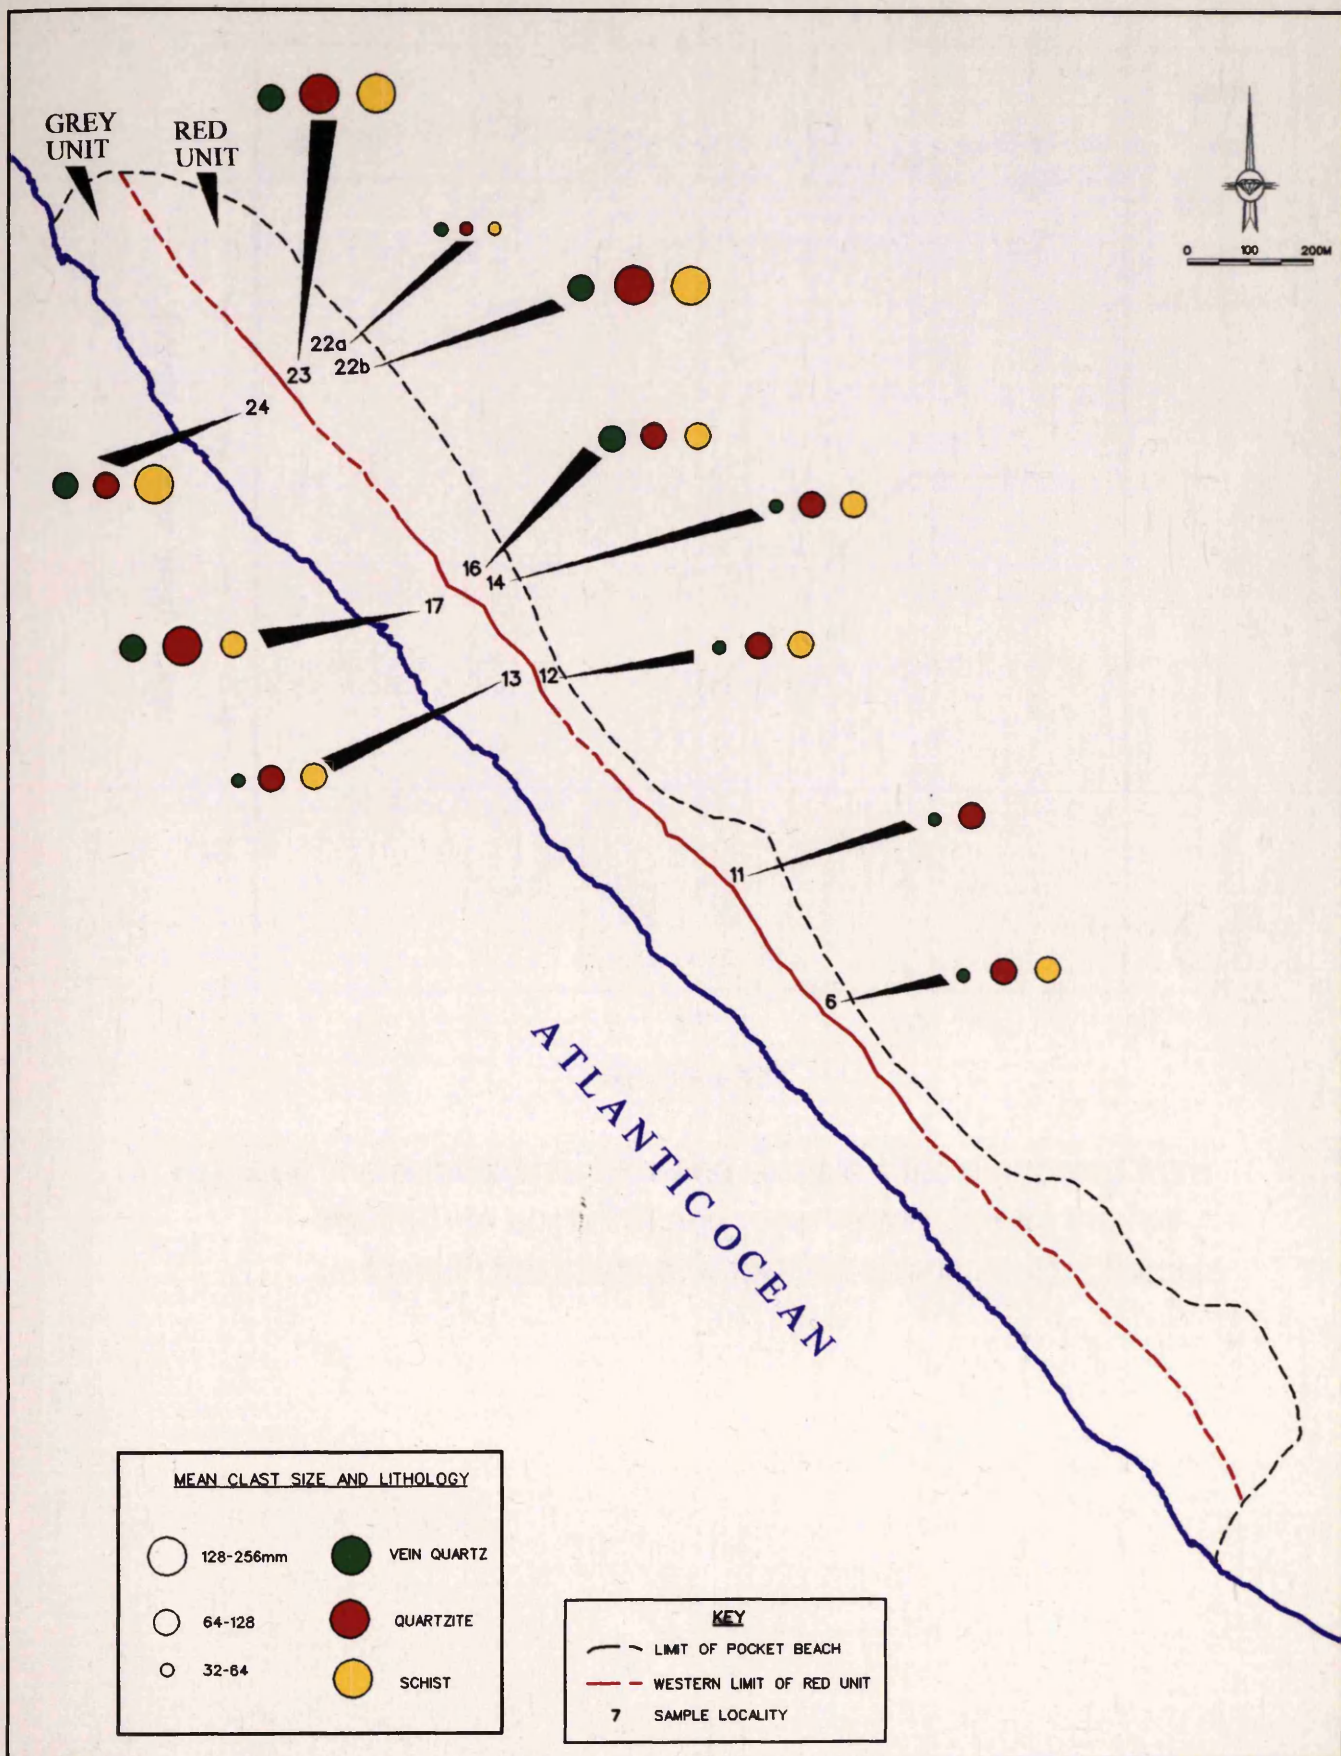 GREY
UNIT
RED
UNIT
0 100 200M
22a
22b
23
24
16
14
17
13
12
11
6
ATLANTIC OCEAN
MEAN CLAST SIZE AND LITHOLOGY
128-256mm
VEIN QUARTZ
64-128
QUARTZITE
32-64
SCHIST
KEY
LIMIT OF POCKET BEACH
WESTERN LIMIT OF RED UNIT
7 SAMPLE LOCALITY